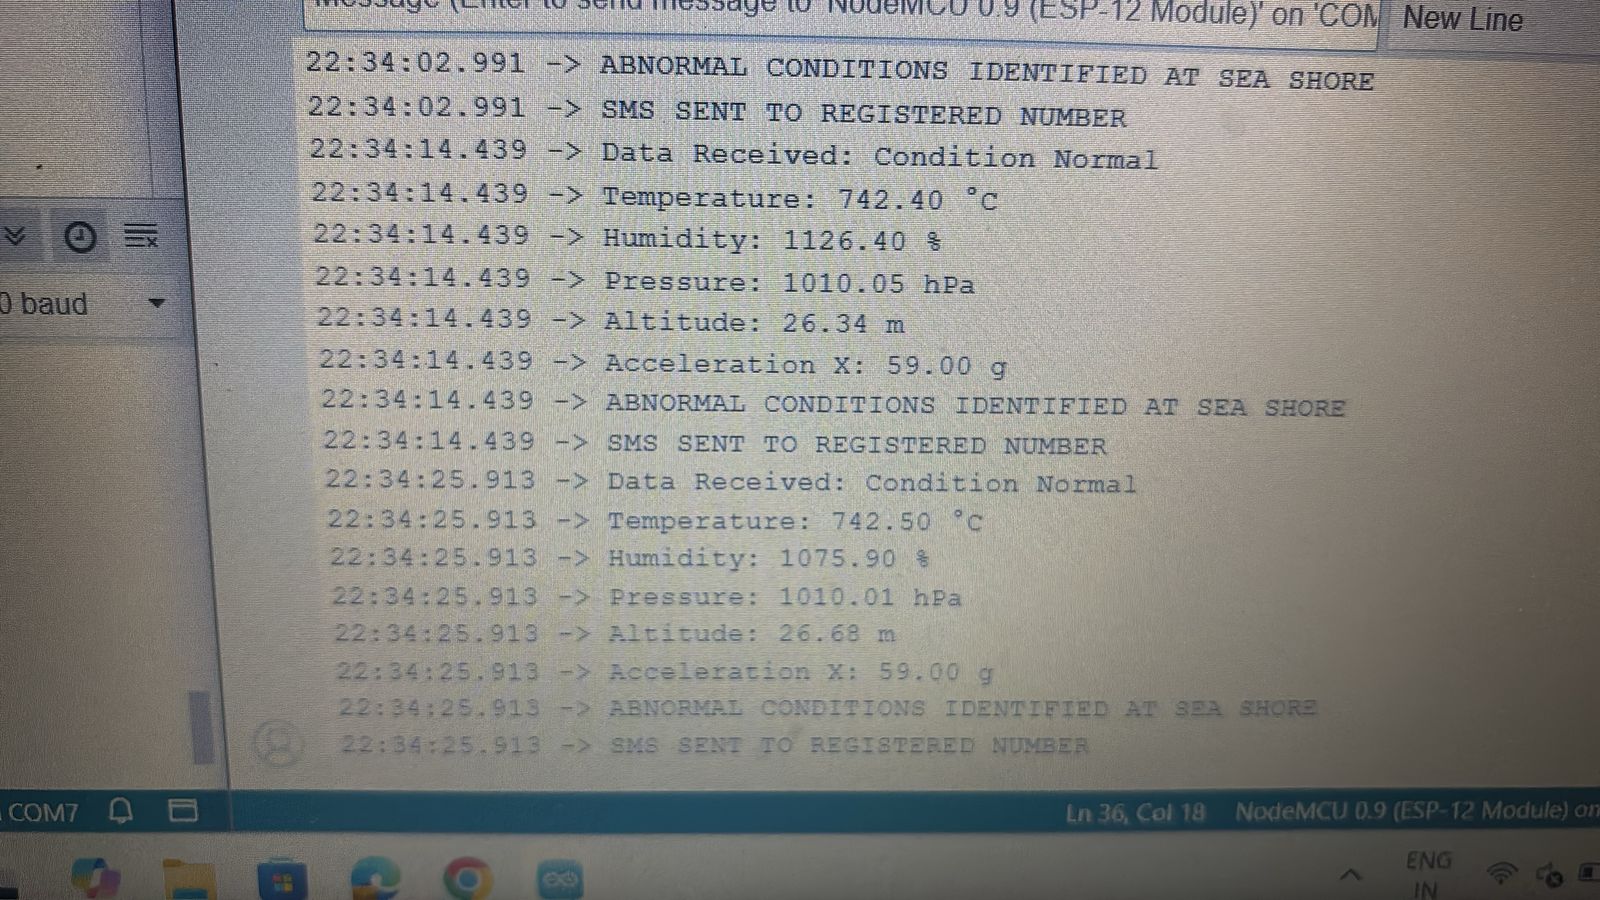 Message (Enter to send message to 'NodeMCU 0.9 (ESP-12 Module)' on 'COM
New Line
22:34:02.991 -> ABNORMAL CONDITIONS IDENTIFIED AT SEA SHORE
22:34:02.991 -> SMS SENT TO REGISTERED NUMBER
22:34:14.439 -> Data Received: Condition Normal
22:34:14.439 -> Temperature: 742.40 °C
22:34:14.439 -> Humidity: 1126.40 %
22:34:14.439 -> Pressure: 1010.05 hPa
22:34:14.439 -> Altitude: 26.34 m
22:34:14.439 -> Acceleration X: 59.00 g
22:34:14.439 -> ABNORMAL CONDITIONS IDENTIFIED AT SEA SHORE
22:34:14.439 -> SMS SENT TO REGISTERED NUMBER
22:34:25.913 -> Data Received: Condition Normal
22:34:25.913 -> Temperature: 742.50 °C
22:34:25.913 -> Humidity: 1075.90 %
22:34:25.913 -> Pressure: 1010.01 hPa
22:34:25.913 -> Altitude: 26.68 m
22:34:25.913 -> Acceleration X: 59.00 g
22:34:25.913 -> ABNORMAL CONDITIONS IDENTIFIED AT SEA SHORE
22:34:25.913 -> SMS SENT TO REGISTERED NUMBER
0 baud
COM7
Ln 36, Col 18
NodeMCU 0.9 (ESP-12 Module) on
ENG
IN